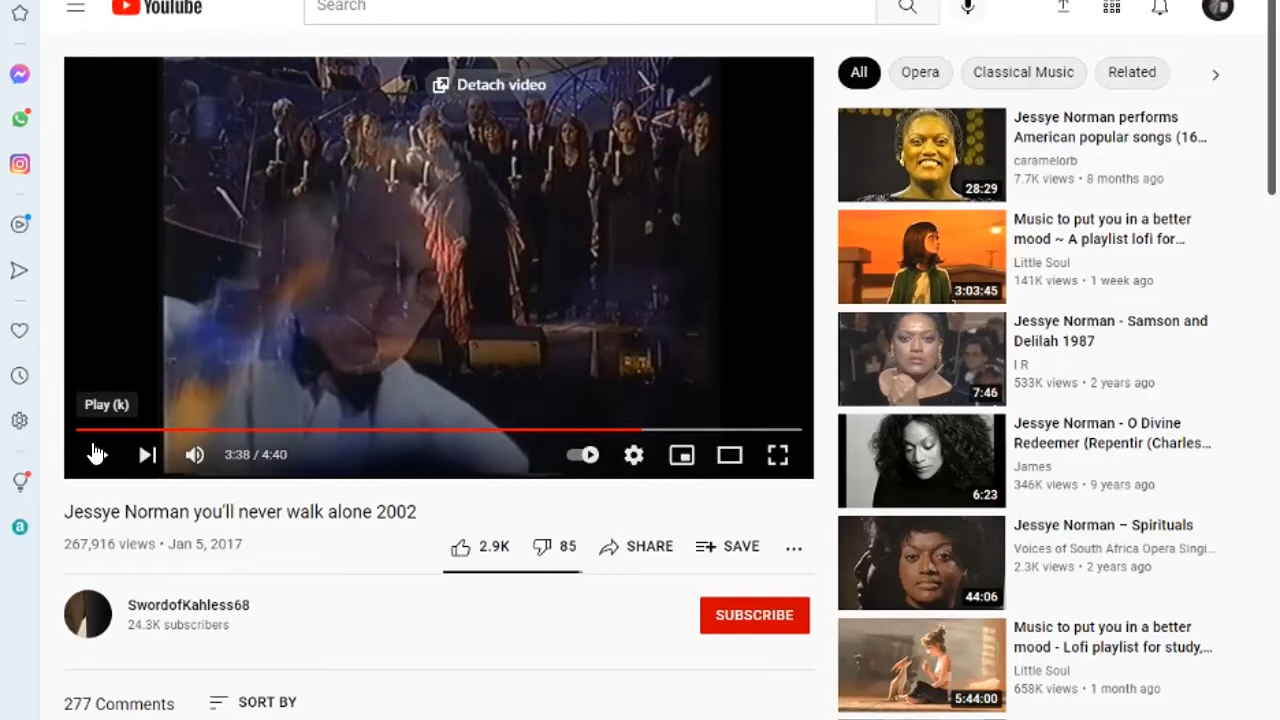 YouTube
Search
Detach video
Play (k)
3:38 / 4:40
Jessye Norman you'll never walk alone 2002
267,916 views • Jan 5, 2017
2.9K
85
SHARE
SAVE
SwordofKahless68
24.3K subscribers
SUBSCRIBE
277 Comments
SORT BY
All
Opera
Classical Music
Related
28:29
Jessye Norman performs
American popular songs (16...
caramelorb
7.7K views • 8 months ago
3:03:45
Music to put you in a better
mood ~ A playlist lofi for...
Little Soul
141K views • 1 week ago
7:46
Jessye Norman - Samson and
Delilah 1987
I R
533K views • 2 years ago
6:23
Jessye Norman - O Divine
Redeemer (Repentir (Charles...
James
346K views • 9 years ago
44:06
Jessye Norman – Spirituals
Voices of South Africa Opera Singi...
2.3K views • 2 years ago
5:44:00
Music to put you in a better
mood - Lofi playlist for study,...
Little Soul
658K views • 1 month ago
a